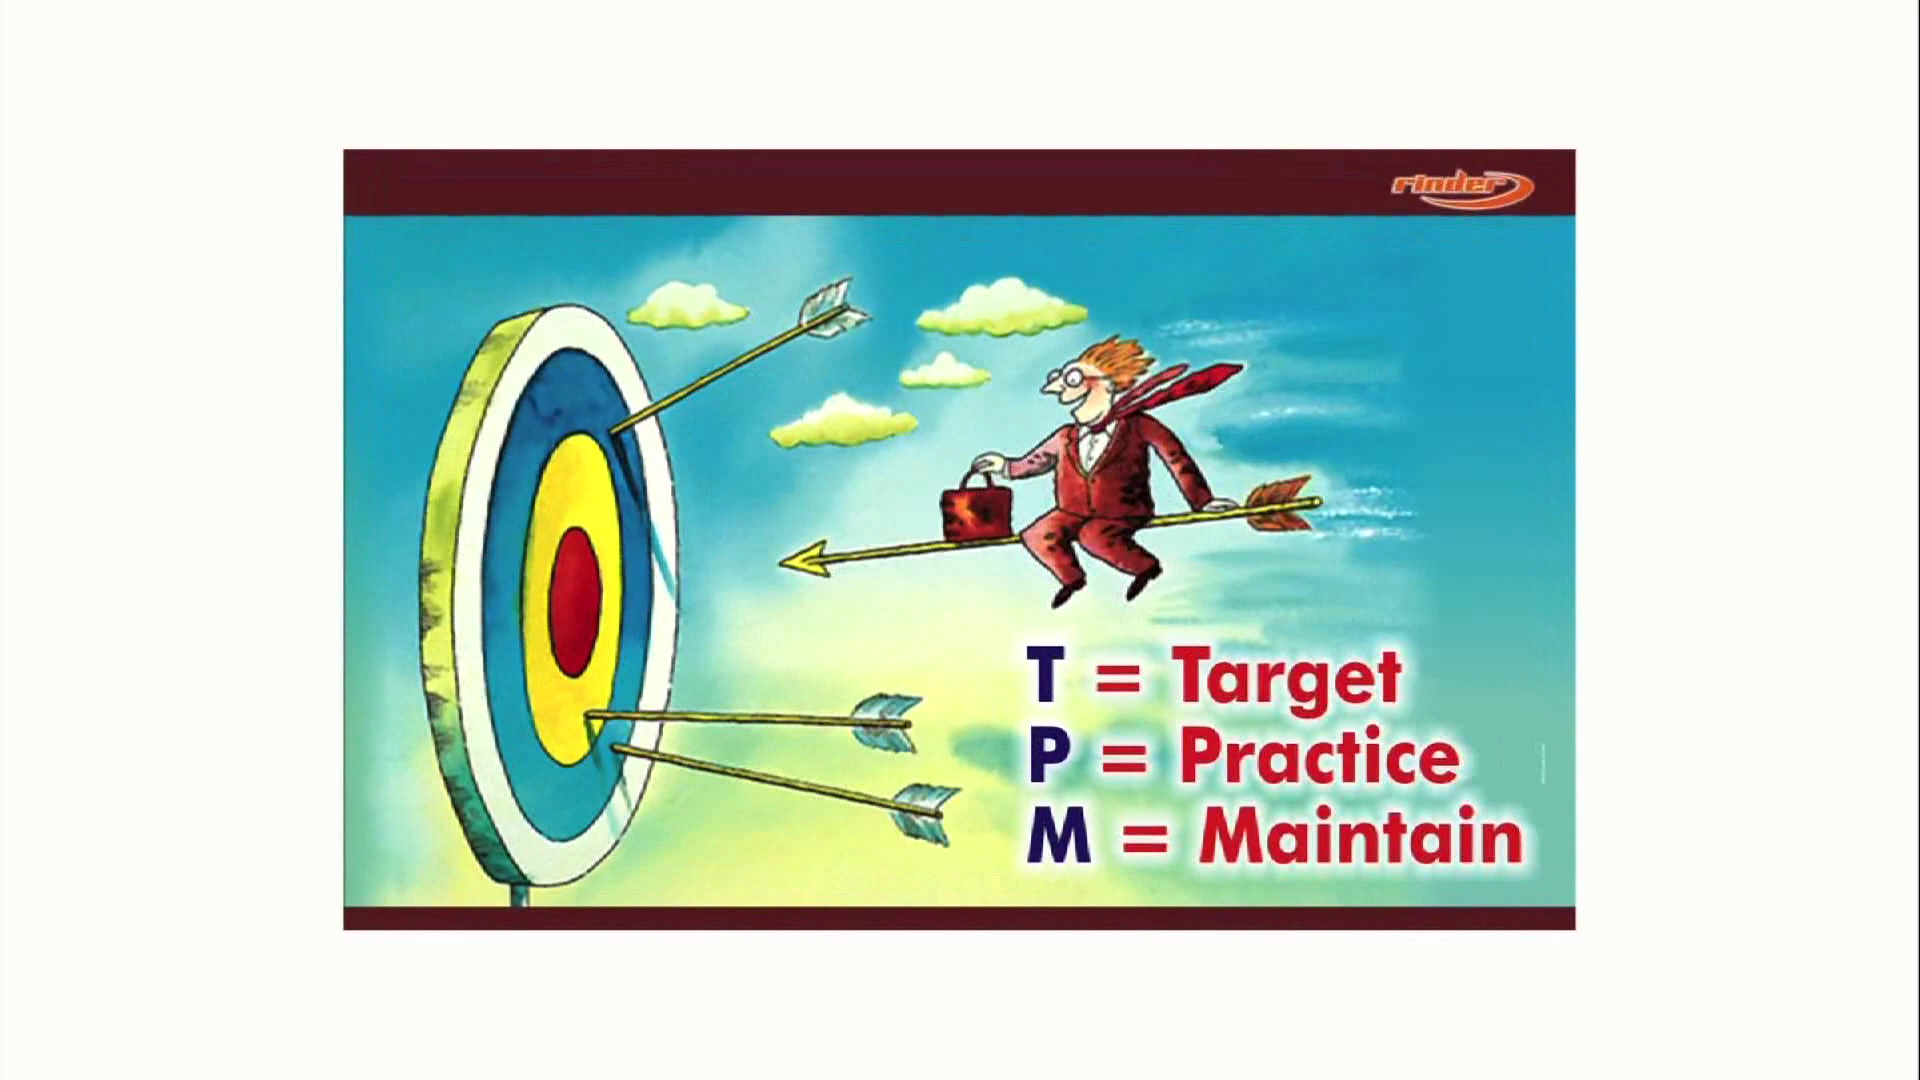 rinder
T = Target
P = Practice
M = Maintain